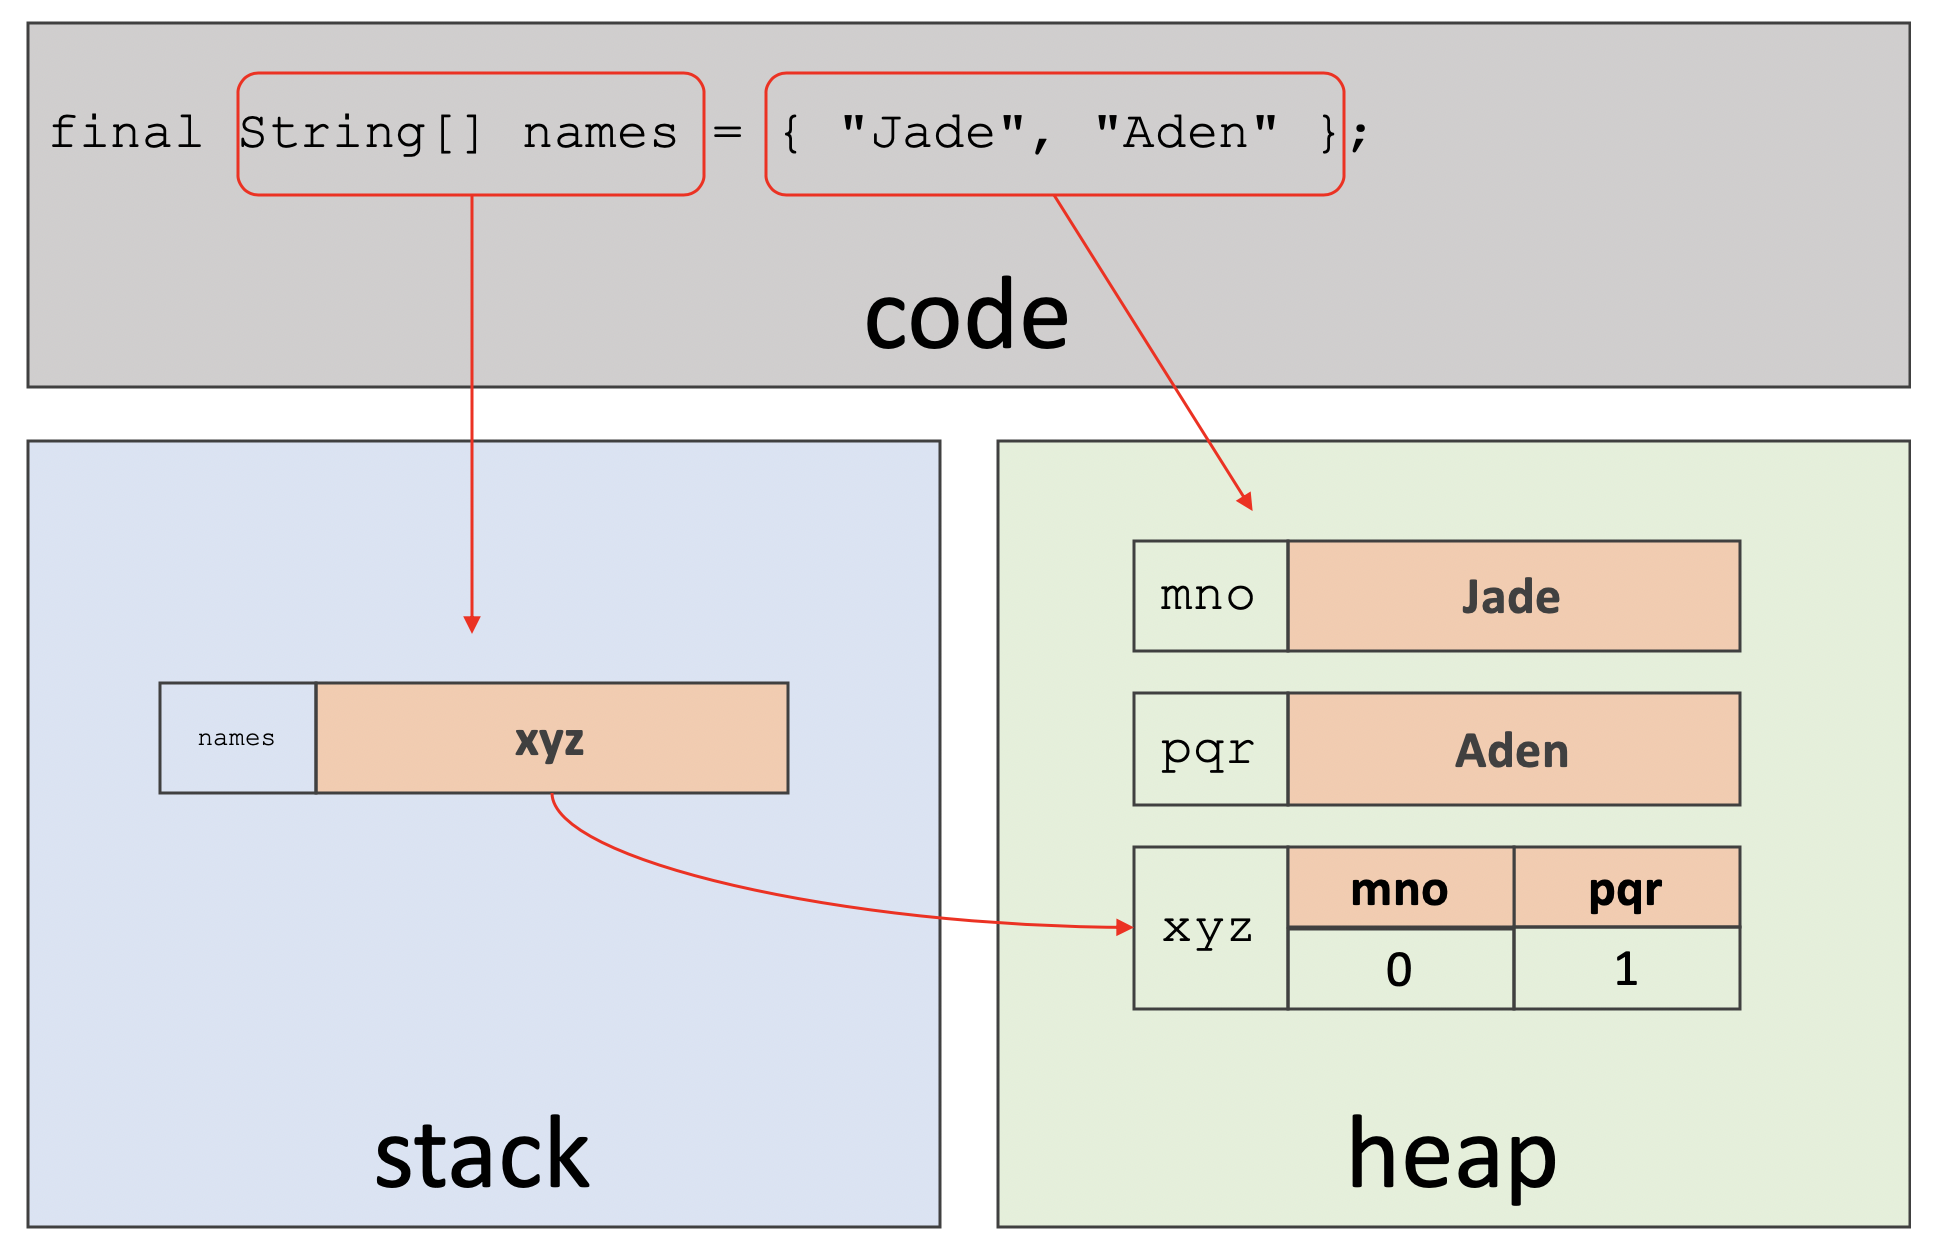 final String[] names = { "Jade", "Aden" };
code
names xyz
stack
mno Jade
pqr Aden
xyz mno pqr
0 1
heap